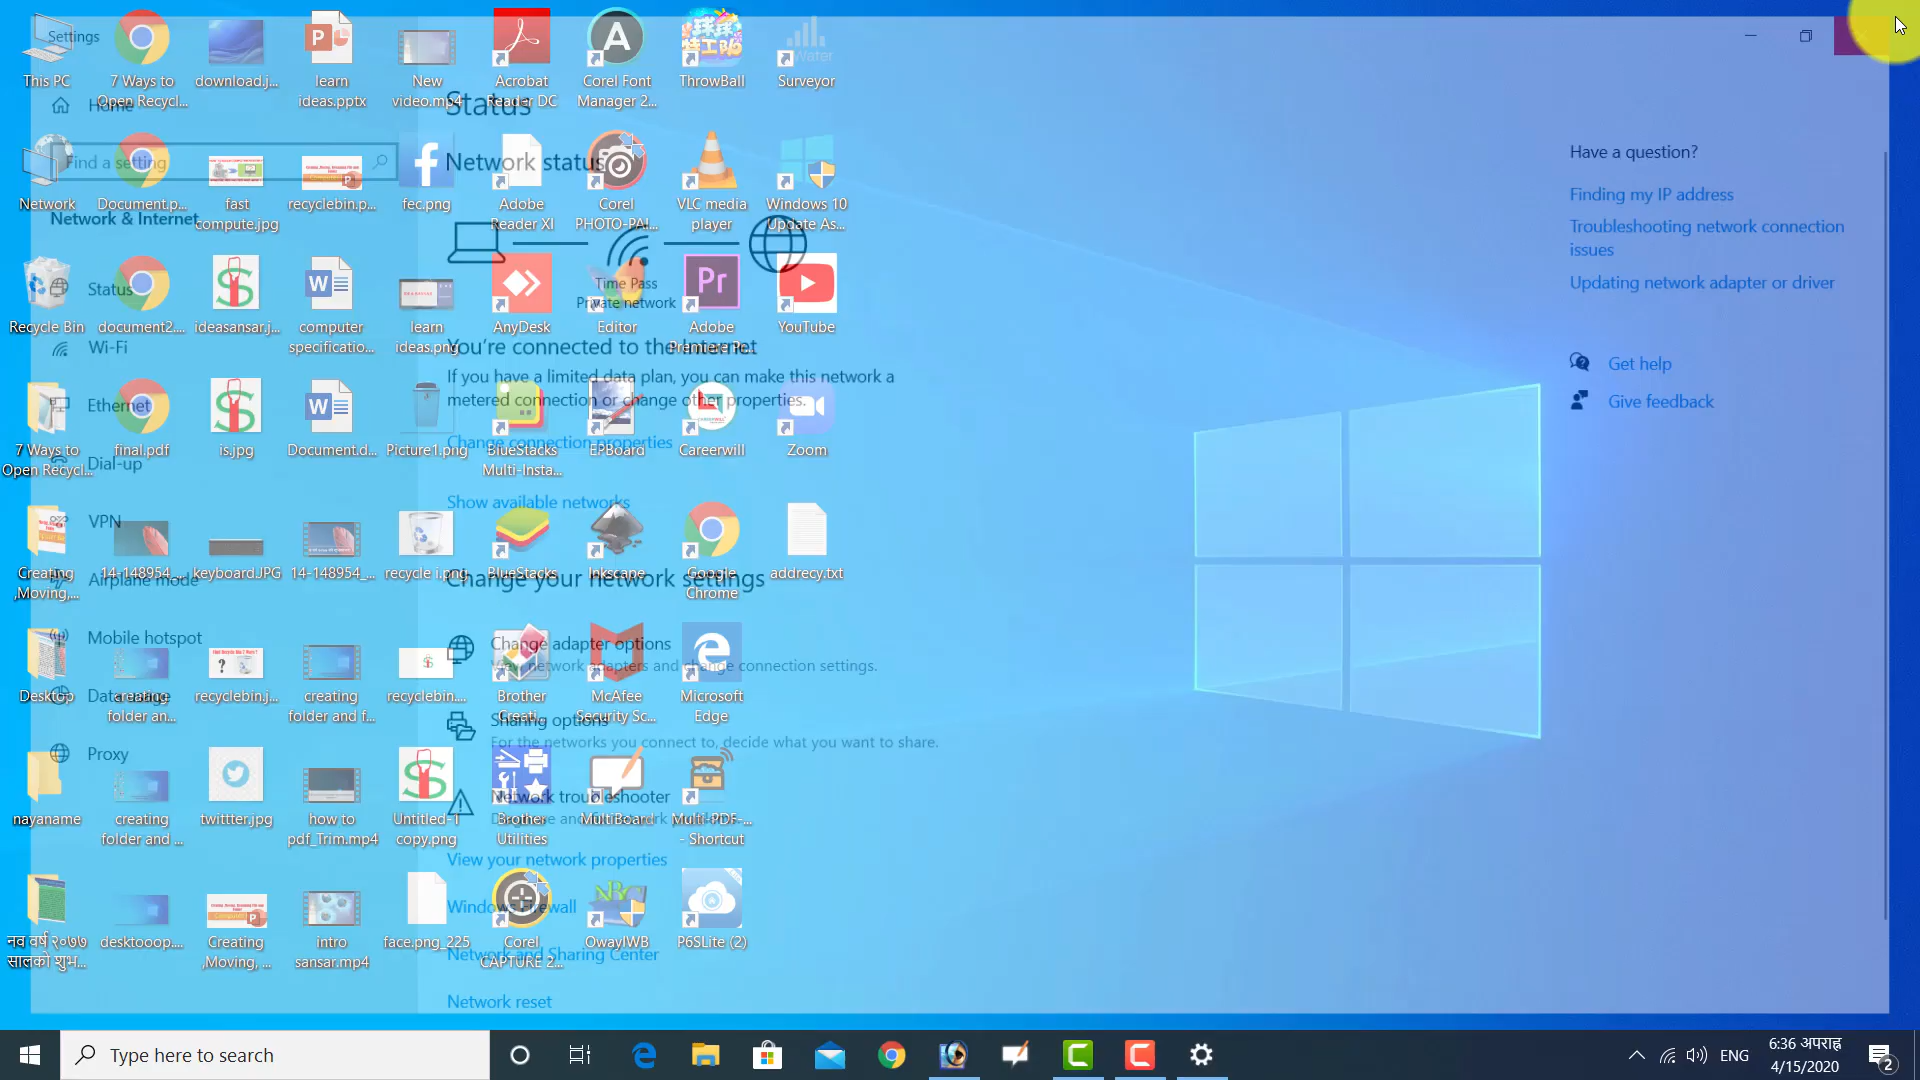 Settings
Home
Find a setting
Network & Internet
Status
Wi-Fi
Ethernet
Dial-up
VPN
Airplane mode
Mobile hotspot
Data usage
Proxy
Status
Network status
Time Pass
Private network
You're connected to the Internet
If you have a limited data plan, you can make this network a
metered connection or change other properties.
Change connection properties
Show available networks
Change your network settings
Change adapter options
View network adapters and change connection settings.
Sharing options
For the networks you connect to, decide what you want to share.
Network troubleshooter
View your network properties
Windows Firewall
Network and Sharing Center
Network reset
Have a question?
Finding my IP address
Troubleshooting network connection
issues
Updating network adapter or driver
Get help
Give feedback
This PC
7 Ways to
Open Recycl...
download.j...
learn
ideas.pptx
New
video.mp4
Acrobat
Reader DC
Corel Font
Manager 2...
ThrowBall
Surveyor
Network
Document.p...
fast
compute.jpg
recyclebin.p...
fec.png
Adobe
Reader XI
Corel
PHOTO-PAI...
VLC media
player
Windows 10
Update As...
Recycle Bin
document2....
ideasansar.j...
computer
specificatio...
learn
ideas.png
AnyDesk
Editor
Adobe
Premiere Pr...
YouTube
7 Ways to
Open Recycl...
final.pdf
is.jpg
Document.d...
Picture1.png
BlueStacks
Multi-Insta...
EPBoard
Careerwill
Zoom
Creating
,Moving,...
14-148954_...
keyboard.JPG
14-148954_...
recycle i.png
BlueStacks
Inkscape
Google
Chrome
addrecy.txt
Desktop
creating
folder an...
recyclebin.j...
creating
folder and f...
recyclebin....
Brother
Creati...
McAfee
Security Sc...
Microsoft
Edge
nayaname
creating
folder and ...
twittter.jpg
how to
pdf_Trim.mp4
Untitled-1
copy.png
Brother
Utilities
MultiBoard
Multi-PDF-...
- Shortcut
नव वर्ष २०७७
सालको शुभ...
desktooop....
Creating
,Moving, ...
intro
sansar.mp4
face.png_225
Corel
CAPTURE 2...
OwayIWB
P6SLite (2)
Type here to search
ENG
6:36 अपराह्न
4/15/2020
2